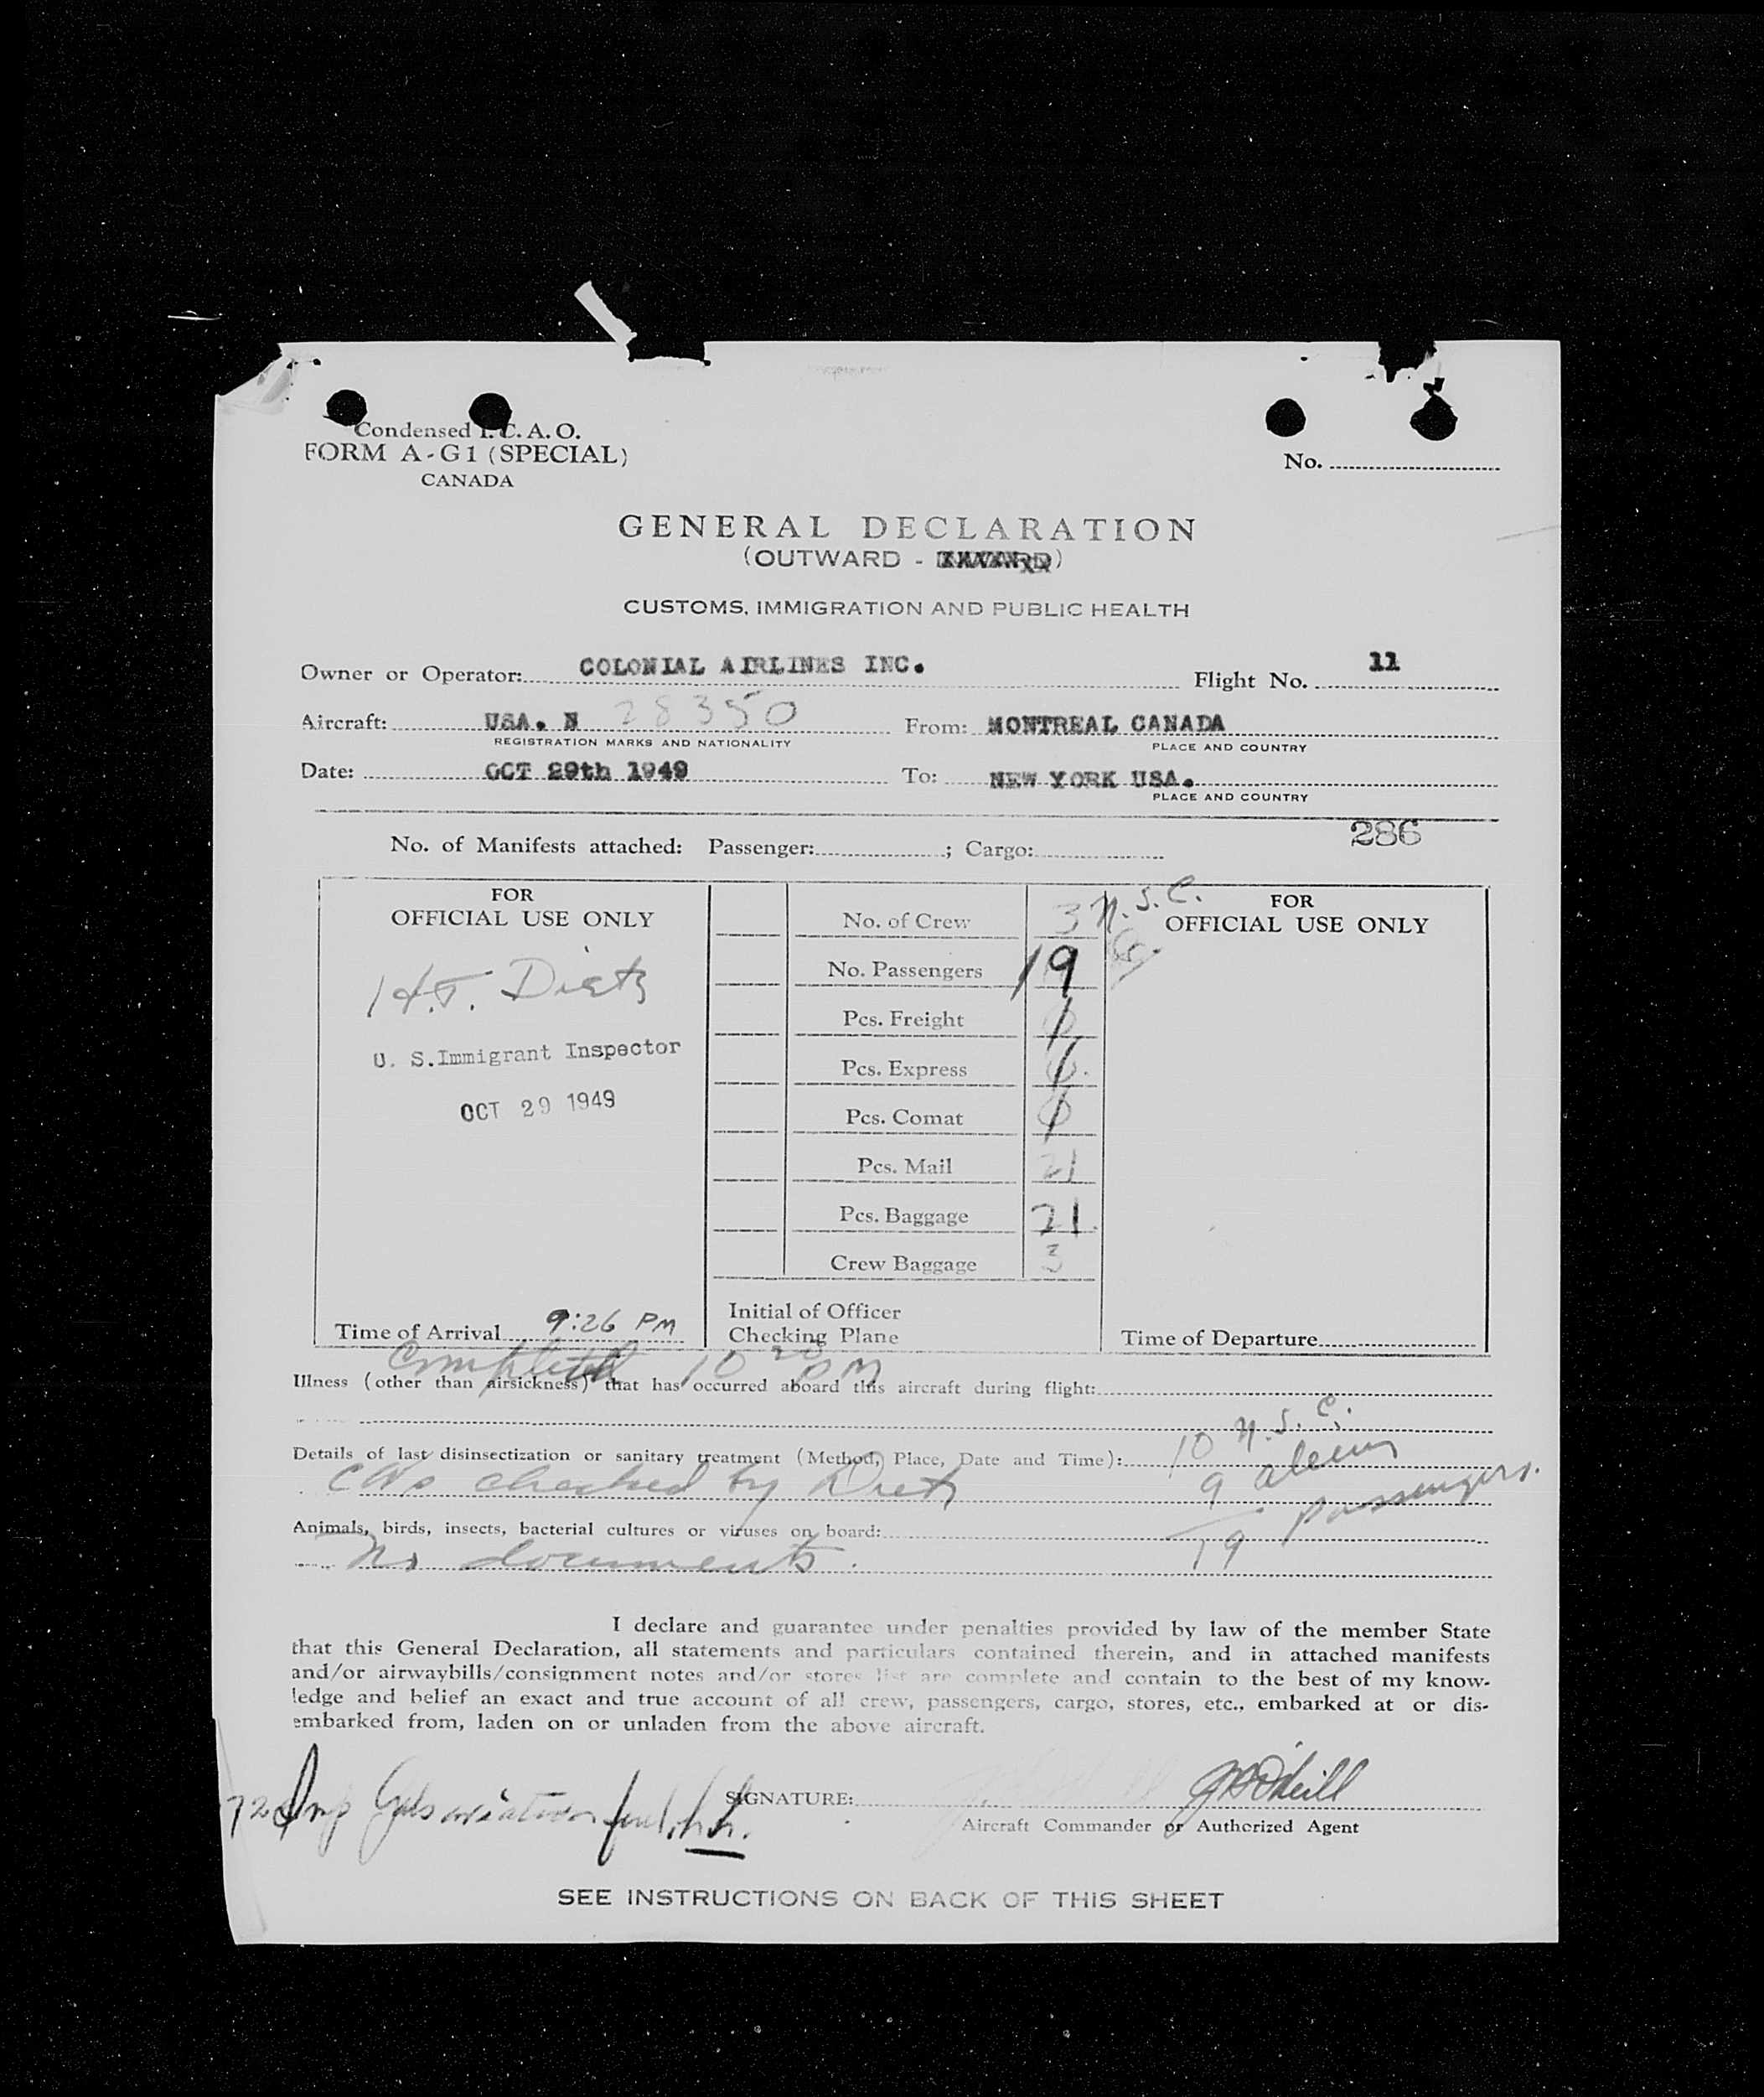 Condensed I. C. A. O.
FORM A-G1 (SPECIAL)
CANADA
No.
GENERAL DECLARATION
(OUTWARD - )
CUSTOMS, IMMIGRATION AND PUBLIC HEALTH
Owner or Operator: COLONIAL AIRLINES INC. Flight No. 11
Aircraft: USA. N 28350 From: MONTREAL CANADA
REGISTRATION MARKS AND NATIONALITY PLACE AND COUNTRY
Date: OCT 29th 1949 To: NEW YORK USA.
PLACE AND COUNTRY
286
No. of Manifests attached: Passenger: ; Cargo:
FOR
OFFICIAL USE ONLY
H.T. Dietz
U. S.Immigrant Inspector
OCT 29 1949
Time of Arrival 9:26 PM
No. of Crew 3
No. Passengers 19
Pcs. Freight
Pcs. Express
Pcs. Comat
Pcs. Mail 21
Pcs. Baggage 21
Crew Baggage 3
Initial of Officer
Checking Plane
FOR
OFFICIAL USE ONLY
Time of Departure
Completed 10 20 PM
Illness (other than airsickness) that has occurred aboard this aircraft during flight:
10 U.S.C.
Details of last disinsectization or sanitary treatment (Method, Place, Date and Time):
9 aliens
checked by Dietz
19 passengers.
Animals, birds, insects, bacterial cultures or viruses on board:
No documents.
I declare and guarantee under penalties provided by law of the member State
that this General Declaration, all statements and particulars contained therein, and in attached manifests
and/or airwaybills/consignment notes and/or stores list are complete and contain to the best of my know-
ledge and belief an exact and true account of all crew, passengers, cargo, stores, etc., embarked at or dis-
embarked from, laden on or unladen from the above aircraft.
72 Imp Gals aviation fuel.
SIGNATURE: J O'Neill
Aircraft Commander or Authorized Agent
SEE INSTRUCTIONS ON BACK OF THIS SHEET